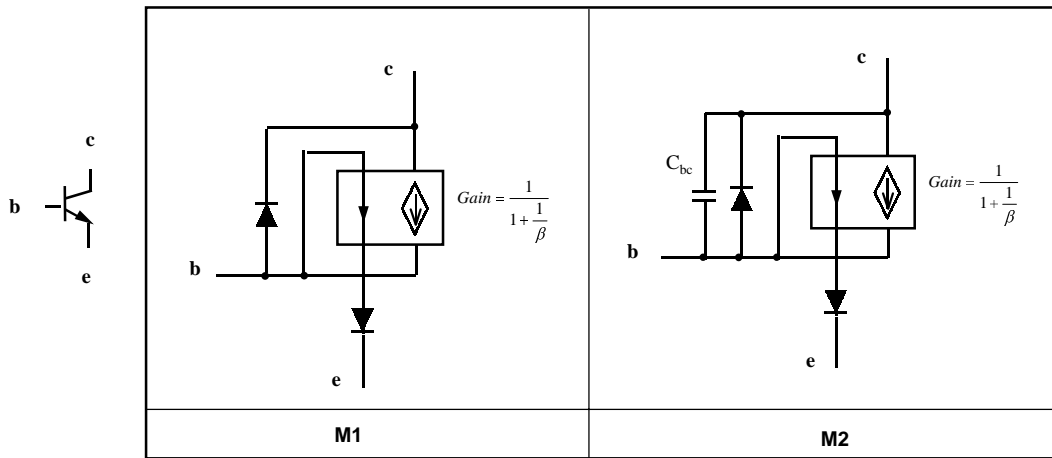 c
b
e
c
b
e
Gain = 1 / (1 + 1/β)
M1
c
C_bc
b
e
Gain = 1 / (1 + 1/β)
M2